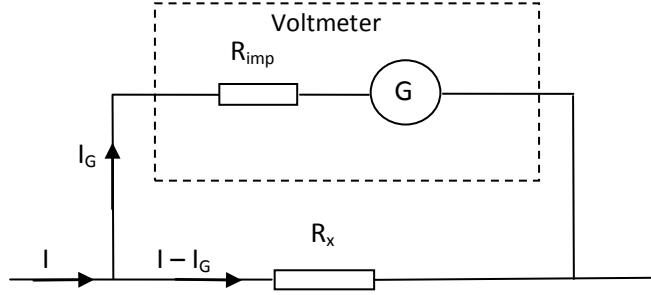 Voltmeter
R_imp
G
I_G
R_x
I
I – I_G